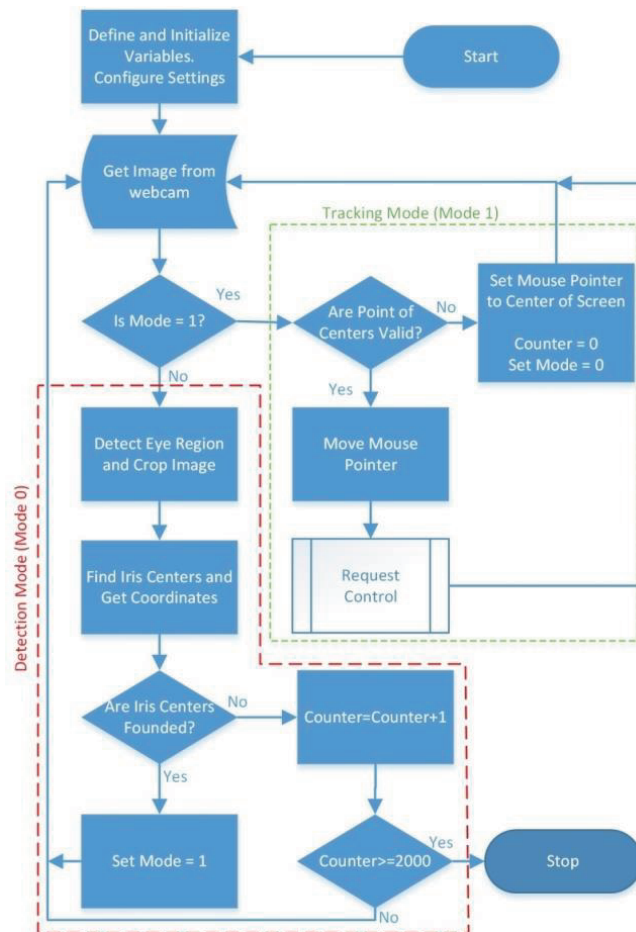 Define and Initialize
Variables.
Configure Settings
Start
Get Image from
webcam
Tracking Mode (Mode 1)
Is Mode = 1?
Yes
No
Are Point of
Centers Valid?
No
Yes
Set Mouse Pointer
to Center of Screen
Counter = 0
Set Mode = 0
Move Mouse
Pointer
Request
Control
Detection Mode (Mode 0)
Detect Eye Region
and Crop Image
Find Iris Centers and
Get Coordinates
Are Iris Centers
Founded?
No
Yes
Counter=Counter+1
Set Mode = 1
Counter>=2000
Yes
No
Stop